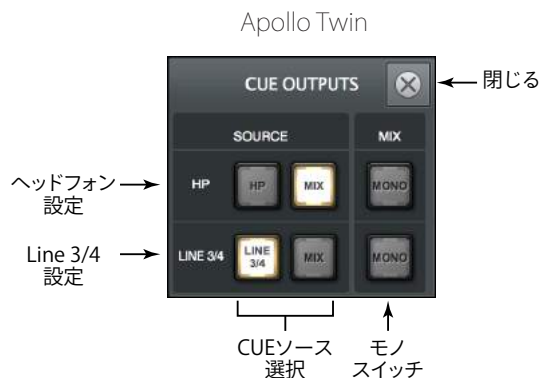 Apollo Twin
CUE OUTPUTS
閉じる
SOURCE
MIX
ヘッドフォン
設定
HP
HP
MIX
MONO
Line 3/4
設定
LINE 3/4
LINE
3/4
MIX
MONO
CUEソース
選択
モノ
スイッチ